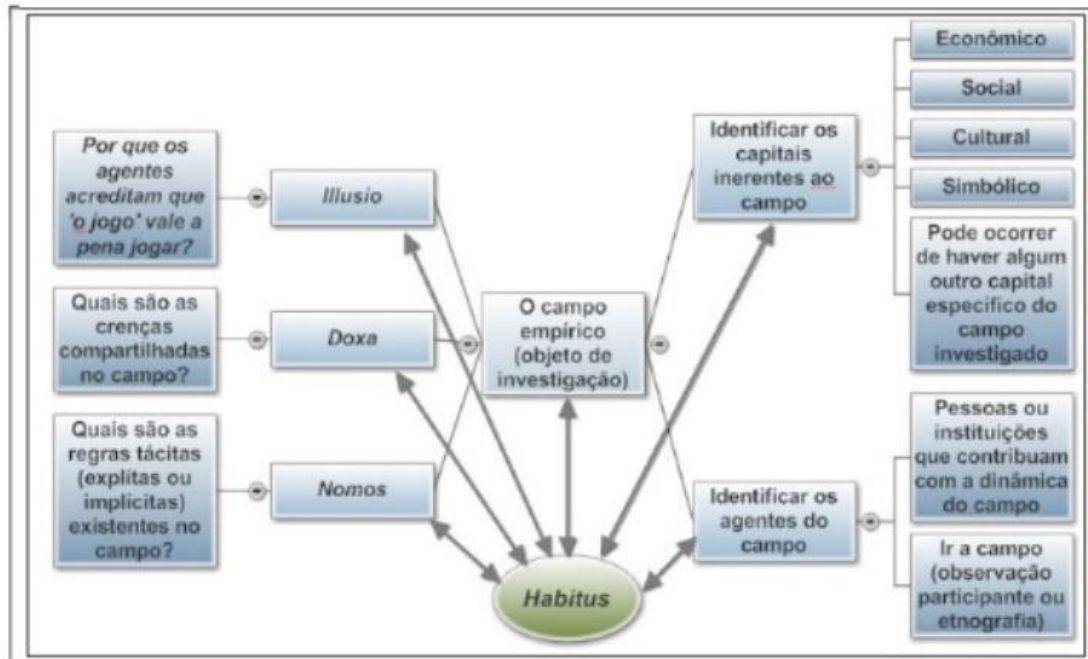 Por que os
agentes
acreditam que
'o jogo' vale a
pena jogar?
Illusio
Quais são as
crenças
compartilhadas
no campo?
Doxa
Quais são as
regras tácitas
(explitas ou
implicitas)
existentes no
campo?
Nomos
O campo
empírico
(objeto de
investigação)
Habitus
Identificar os
capitais
inerentes ao
campo
Econômico
Social
Cultural
Simbólico
Pode ocorrer
de haver algum
outro capital
especifico do
campo
investigado
Identificar os
agentes do
campo
Pessoas ou
instituições
que contribuam
com a dinâmica
do campo
Ir a campo
(observação
participante ou
etnografia)